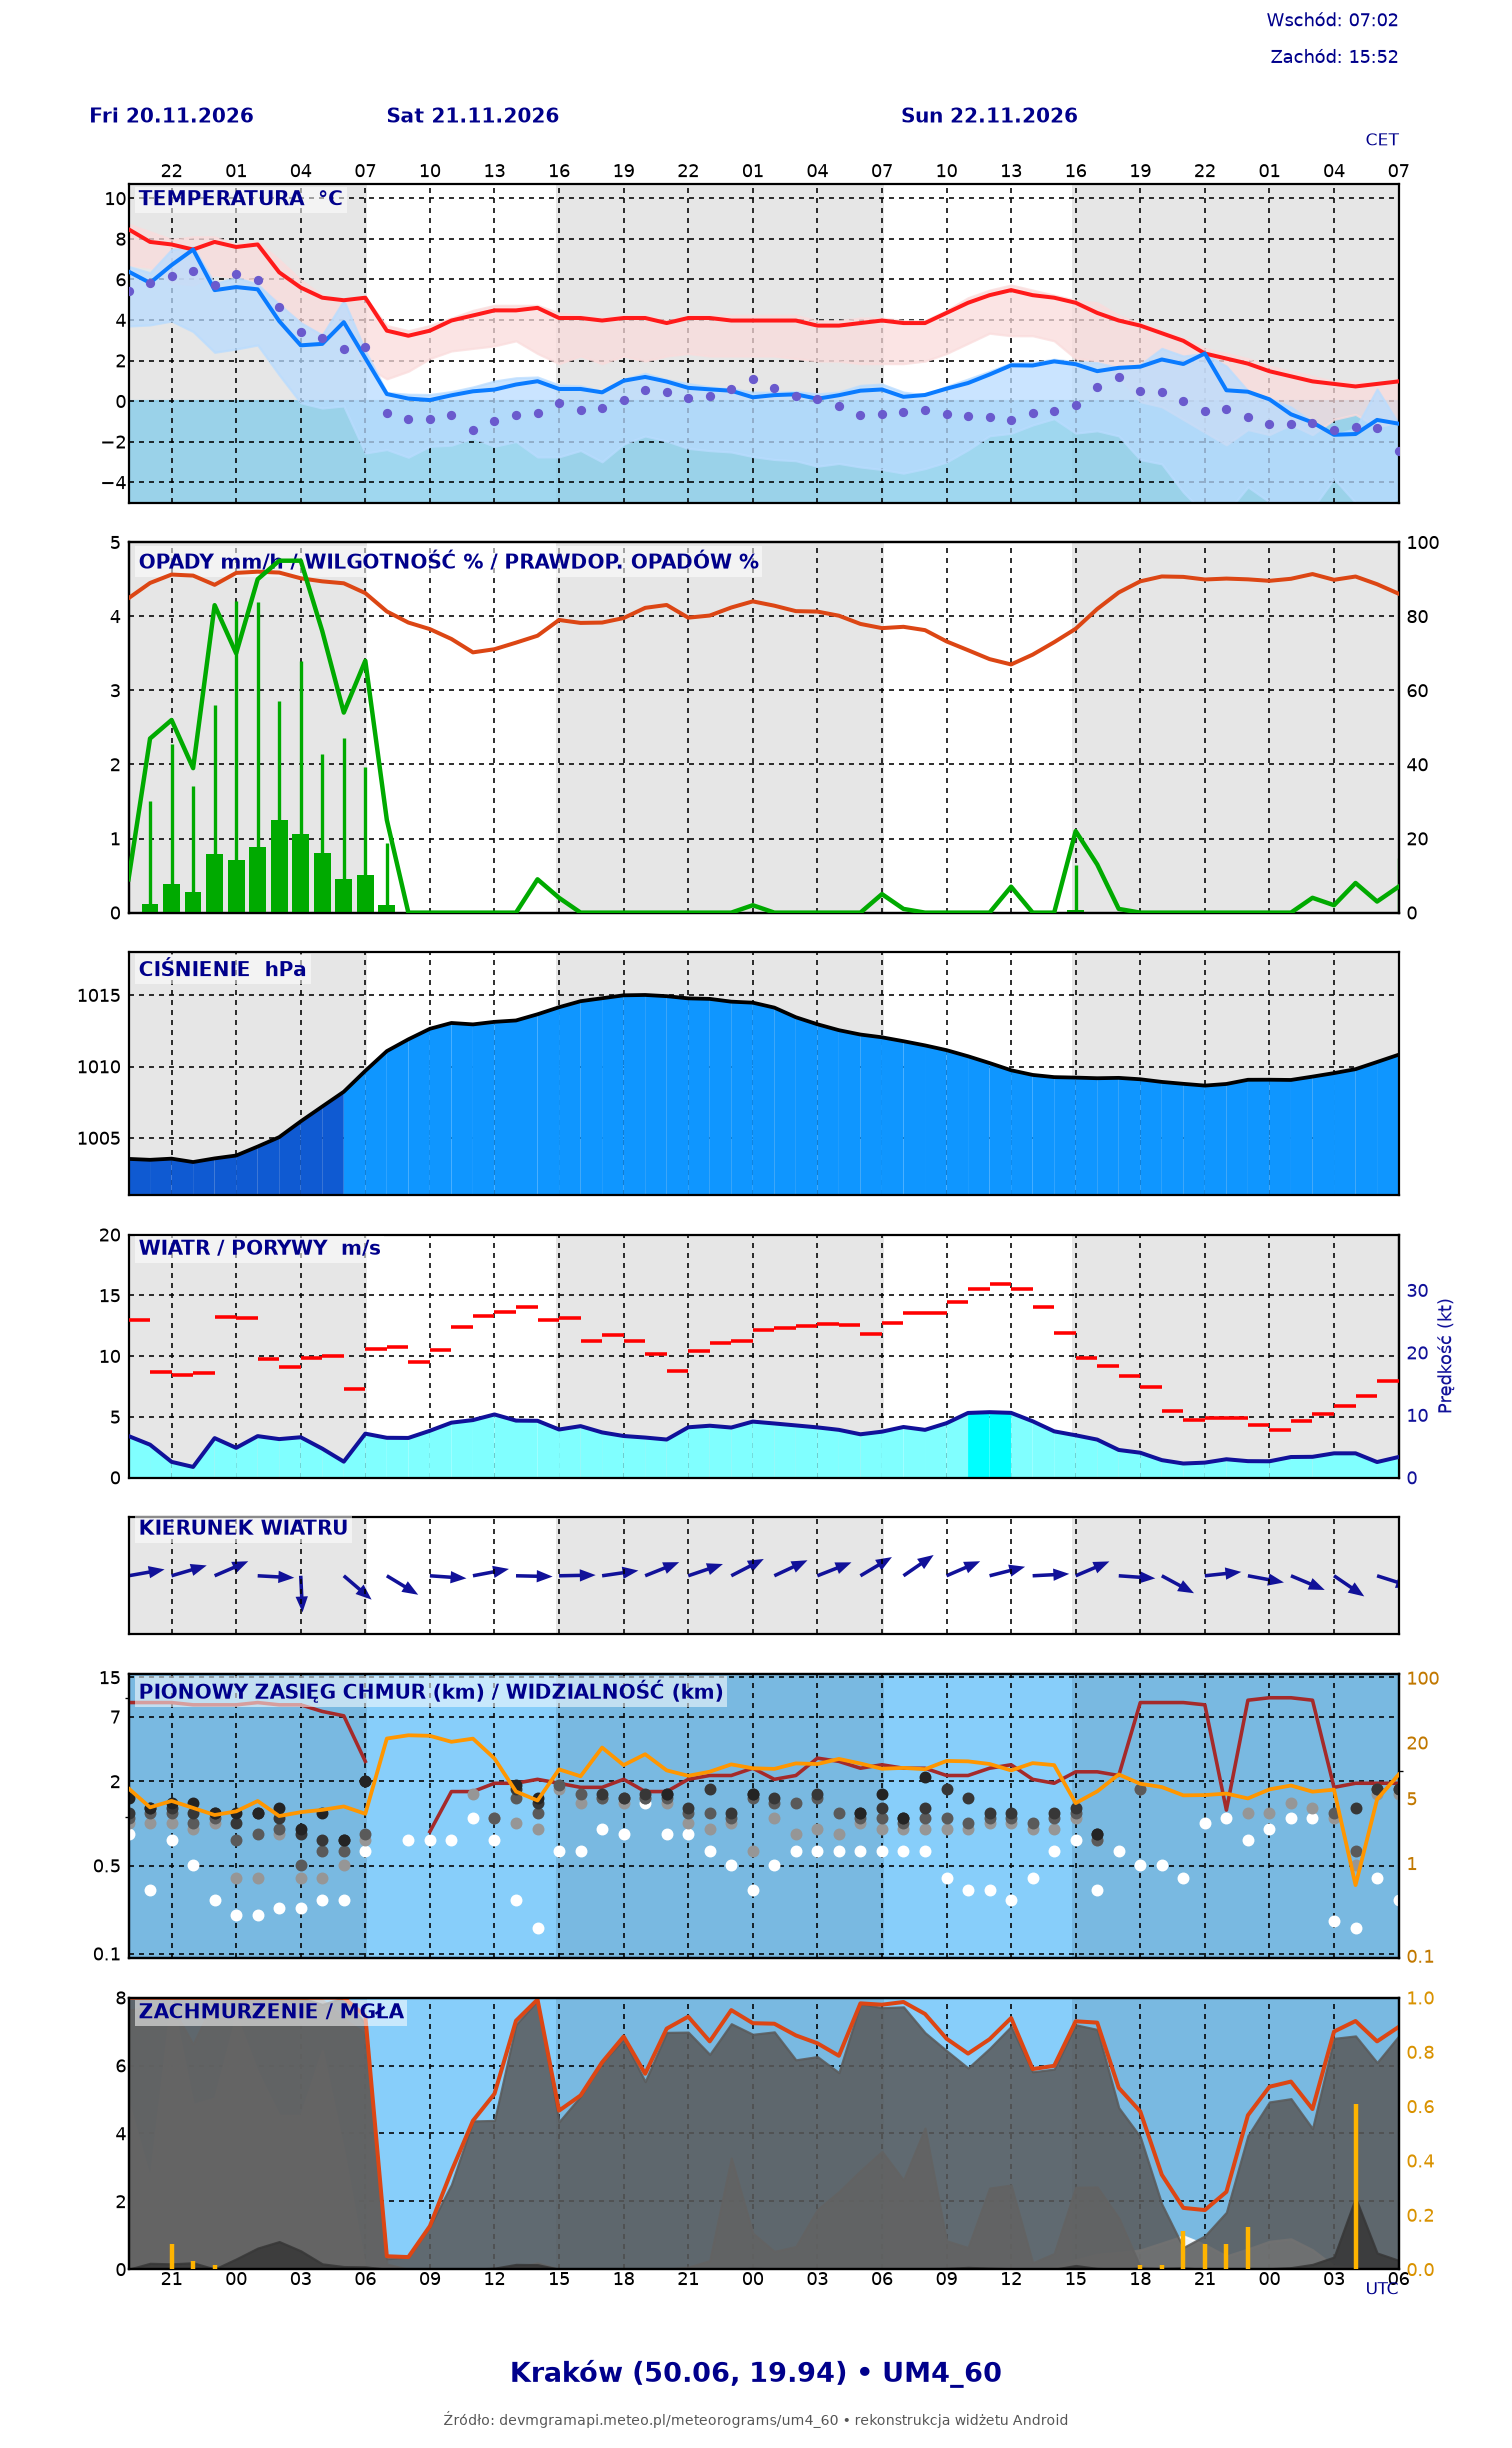 Wschód: 07:02
Zachód: 15:52
Fri 20.11.2026 Sat 21.11.2026 Sun 22.11.2026
CET
22 01 04 07 10 13 16 19 22 01 04 07 10 13 16 19 22 01 04 07
TEMPERATURA °C
10
8
6
4
2
0
−2
−4
OPADY mm/h / WILGOTNOŚĆ % / PRAWDOP. OPADÓW %
5 100
4 80
3 60
2 40
1 20
0 0
CIŚNIENIE hPa
1015
1010
1005
WIATR / PORYWY m/s
20
15 30
10 20
5 10
0 0
Prędkość (kt)
KIERUNEK WIATRU
PIONOWY ZASIĘG CHMUR (km) / WIDZIALNOŚĆ (km)
15 100
7 20
2 5
0.5 1
0.1 0.1
ZACHMURZENIE / MGŁA
8 1.0
0.8
6
0.6
4
0.4
2 0.2
0 0.0
21 00 03 06 09 12 15 18 21 00 03 06 09 12 15 18 21 00 03 06
UTC
Kraków (50.06, 19.94) • UM4_60
Źródło: devmgramapi.meteo.pl/meteorograms/um4_60 • rekonstrukcja widżetu Android